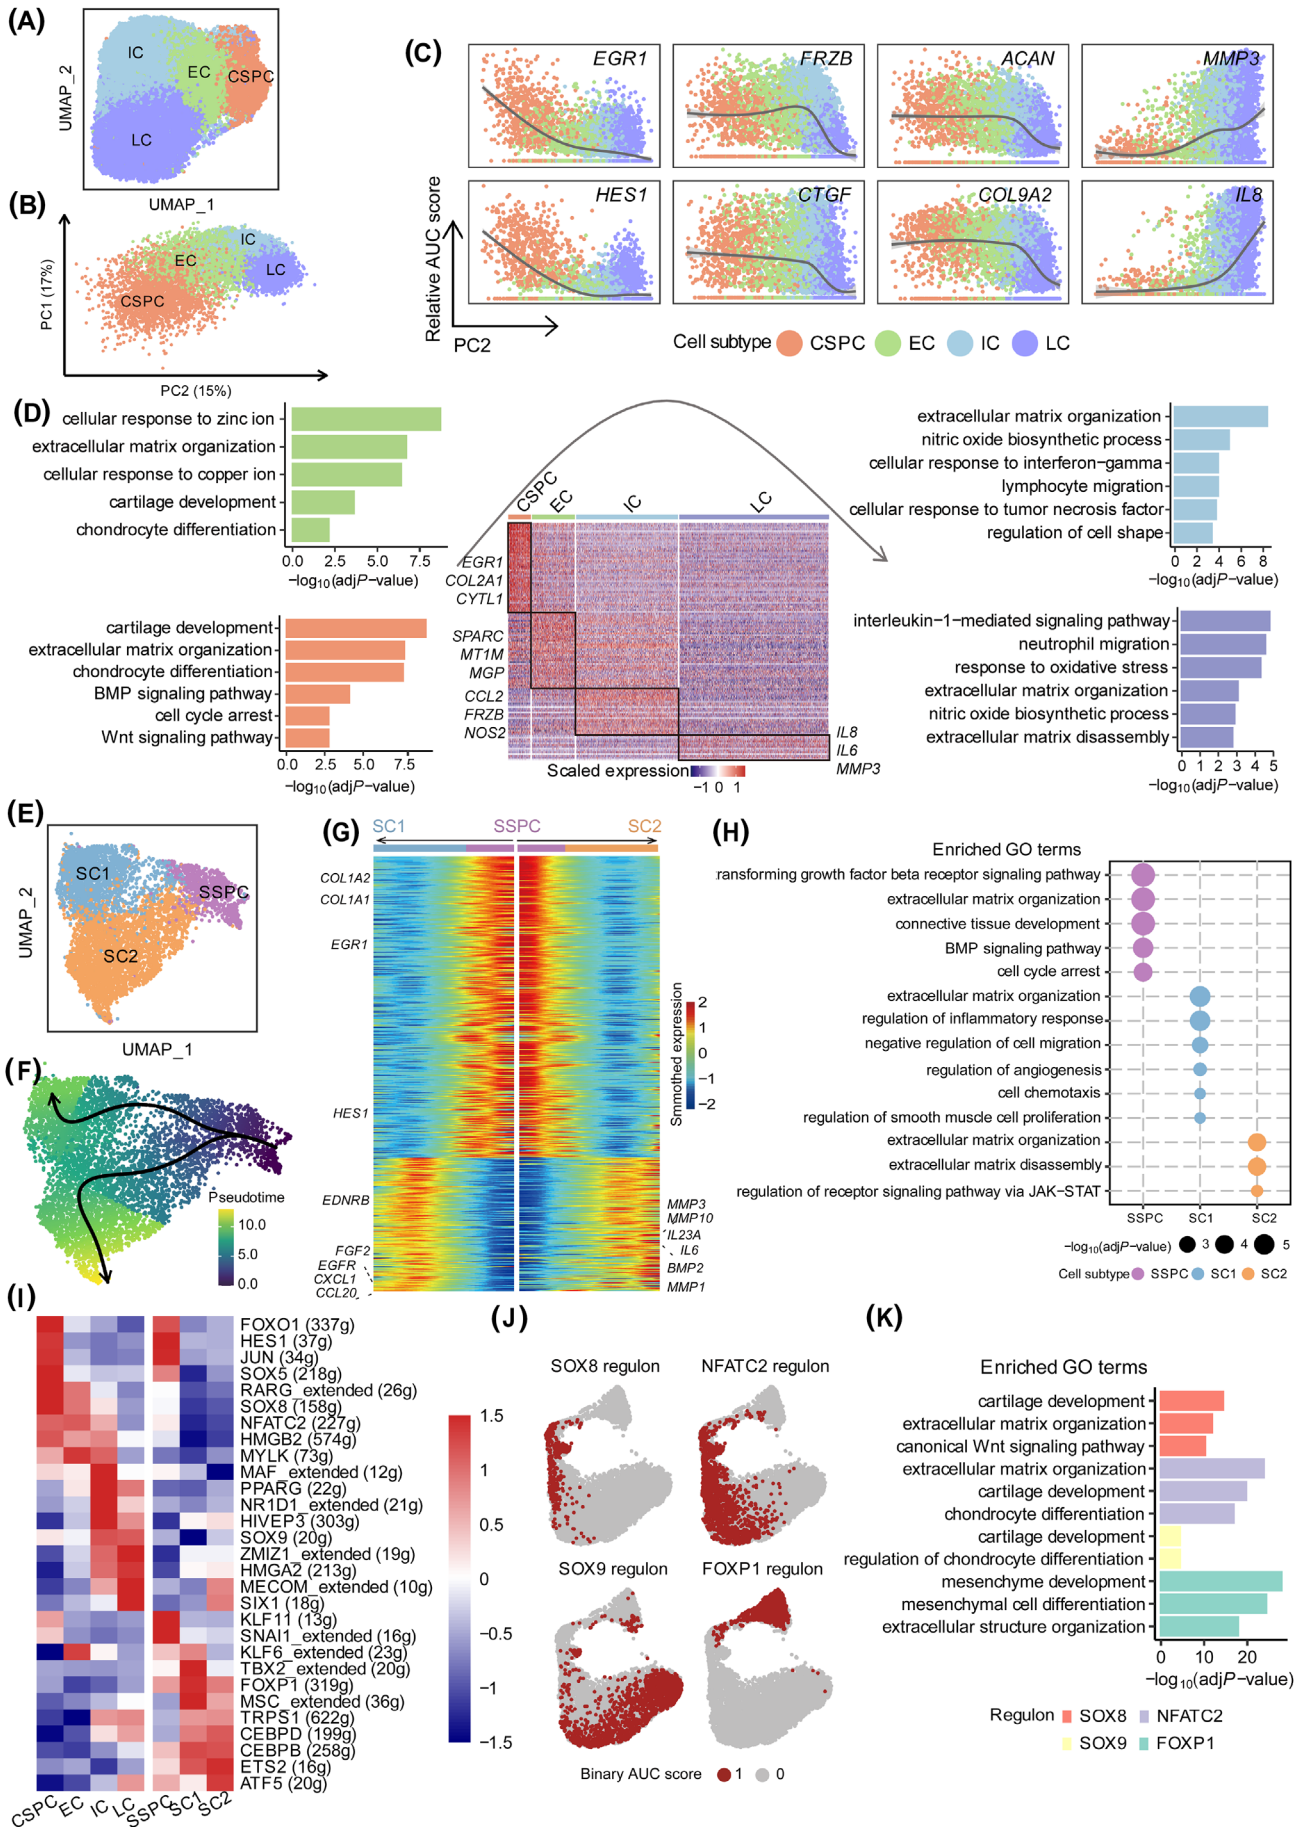 (A)
UMAP_2
IC
EC
CSPC
LC
UMAP_1
(B)
PC1 (17%)
IC
EC
LC
CSPC
PC2 (15%)
(C)
EGR1
FRZB
ACAN
MMP3
HES1
CTGF
COL9A2
IL8
Relative AUC score
PC2
Cell subtype CSPC EC IC LC
(D)
cellular response to zinc ion
extracellular matrix organization
cellular response to copper ion
cartilage development
chondrocyte differentiation
0.0 2.5 5.0 7.5
−log10(adjP−value)
cartilage development
extracellular matrix organization
chondrocyte differentiation
BMP signaling pathway
cell cycle arrest
Wnt signaling pathway
0.0 2.5 5.0 7.5
−log10(adjP−value)
CSPC
EC
IC
LC
EGR1
COL2A1
CYTL1
SPARC
MT1M
MGP
CCL2
FRZB
NOS2
IL8
IL6
MMP3
Scaled expression
−1 0 1
extracellular matrix organization
nitric oxide biosynthetic process
cellular response to interferon−gamma
lymphocyte migration
cellular response to tumor necrosis factor
regulation of cell shape
0 2 4 6 8
−log10(adjP−value)
interleukin−1−mediated signaling pathway
neutrophil migration
response to oxidative stress
extracellular matrix organization
nitric oxide biosynthetic process
extracellular matrix disassembly
0 1 2 3 4 5
−log10(adjP−value)
(E)
UMAP_2
SC1
SSPC
SC2
UMAP_1
(F)
Pseudotime
10.0
5.0
0.0
(G)
SC1 SSPC SC2
COL1A2
COL1A1
EGR1
HES1
EDNRB
FGF2
EGFR
CXCL1
CCL20
MMP3
MMP10
IL23A
IL6
BMP2
MMP1
Smmothed expression
2
1
0
−1
−2
(H)
Enriched GO terms
ransforming growth factor beta receptor signaling pathway
extracellular matrix organization
connective tissue development
BMP signaling pathway
cell cycle arrest
extracellular matrix organization
regulation of inflammatory response
negative regulation of cell migration
regulation of angiogenesis
cell chemotaxis
regulation of smooth muscle cell proliferation
extracellular matrix organization
extracellular matrix disassembly
regulation of receptor signaling pathway via JAK−STAT
SSPC SC1 SC2
−log10(adjP−value) 3 4 5
Cell subtype SSPC SC1 SC2
(I)
FOXO1 (337g)
HES1 (37g)
JUN (34g)
SOX5 (218g)
RARG_extended (26g)
SOX8 (158g)
NFATC2 (227g)
HMGB2 (574g)
MYLK (73g)
MAF_extended (12g)
PPARG (22g)
NR1D1_extended (21g)
HIVEP3 (303g)
SOX9 (20g)
ZMIZ1_extended (19g)
HMGA2 (213g)
MECOM_extended (10g)
SIX1 (18g)
KLF11 (13g)
SNAI1_extended (16g)
KLF6_extended (23g)
TBX2_extended (20g)
FOXP1 (319g)
MSC_extended (36g)
TRPS1 (622g)
CEBPD (199g)
CEBPB (258g)
ETS2 (16g)
ATF5 (20g)
CSPC EC IC LC SSPC SC1 SC2
1.5
1
0.5
0
−0.5
−1
−1.5
(J)
SOX8 regulon
NFATC2 regulon
SOX9 regulon
FOXP1 regulon
Binary AUC score 1 0
(K)
Enriched GO terms
cartilage development
extracellular matrix organization
canonical Wnt signaling pathway
extracellular matrix organization
cartilage development
chondrocyte differentiation
cartilage development
regulation of chondrocyte differentiation
mesenchyme development
mesenchymal cell differentiation
extracellular structure organization
0 10 20
−log10(adjP−value)
Regulon SOX8 NFATC2
SOX9 FOXP1